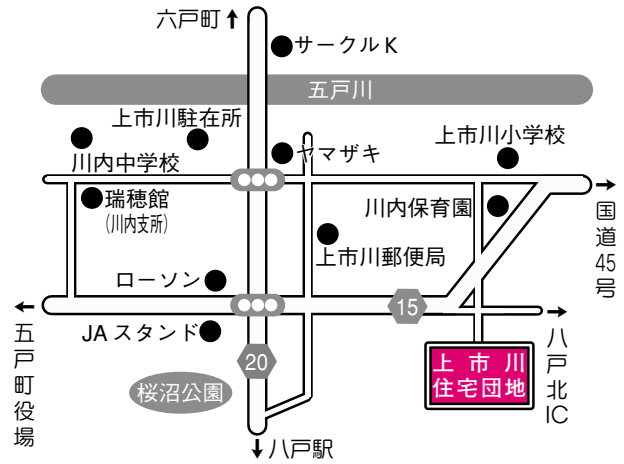 六戸町↑
サークルK
五戸川
上市川駐在所
上市川小学校
川内中学校
ヤマザキ
瑞穂館
(川内支所)
川内保育園
→
国道45号
上市川郵便局
ローソン
←
五戸町役場
15
→
八戸北IC
JAスタンド
20
上市川
住宅団地
桜沼公園
↓八戸駅